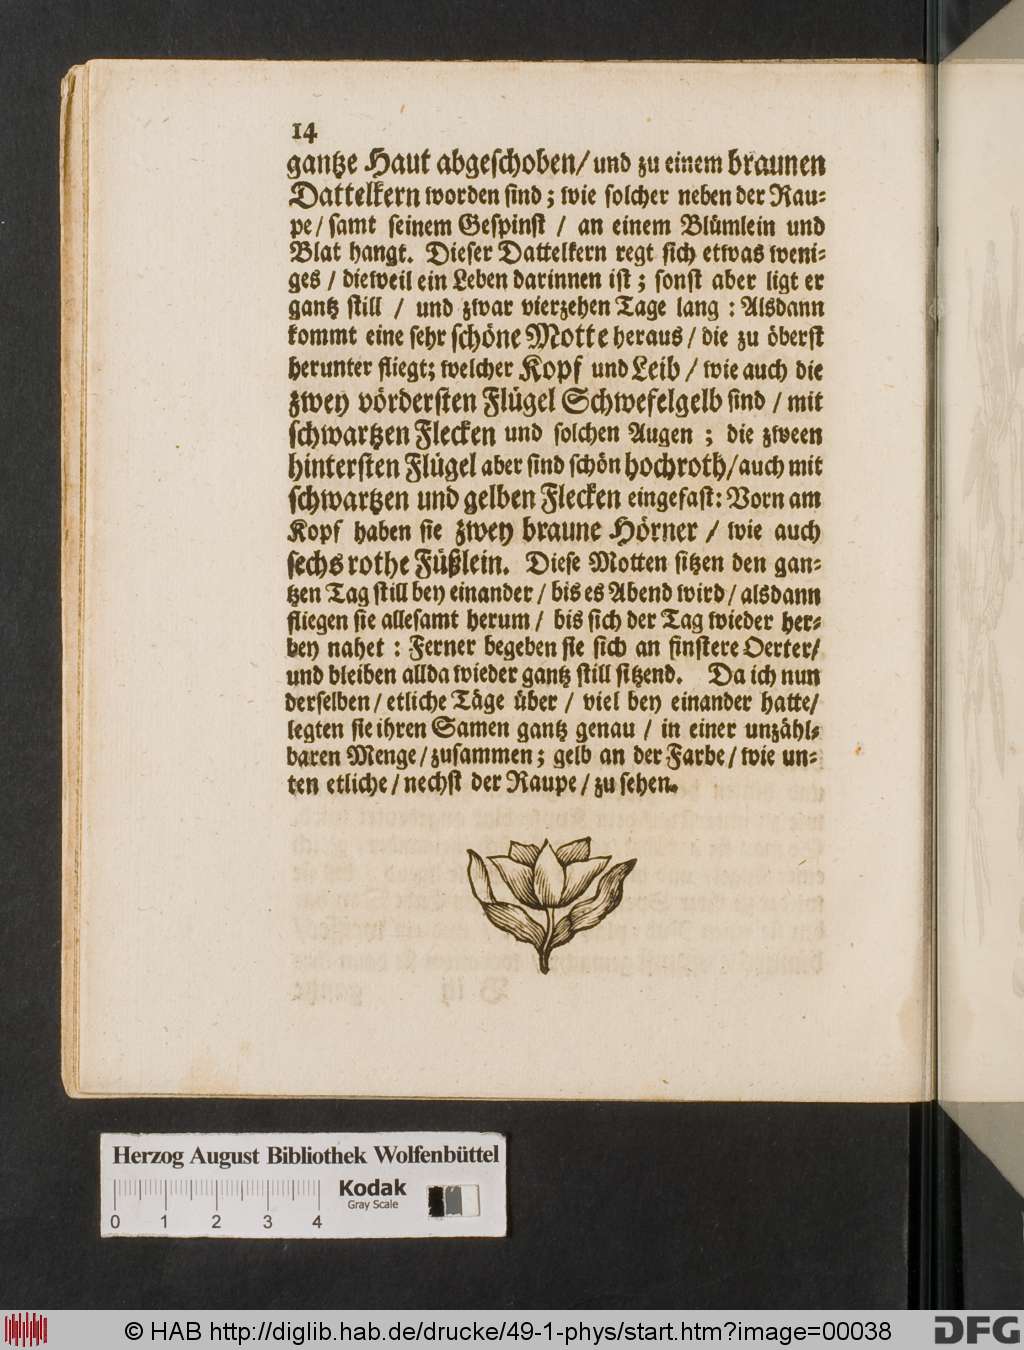 14
gantze Haut abgeschoben/ und zu einem braunen
Dattelkern worden sind; wie solcher neben der Rau-
pe/ samt seinem Gespinst / an einem Blümlein und
Blat hangt. Dieser Dattelkern regt sich etwas weni-
ges / dieweil ein Leben darinnen ist; sonst aber ligt er
gantz still / und zwar vierzehen Tage lang : Alsdann
kommt eine sehr schöne Motte heraus/ die zu öberst
herunter fliegt; welcher Kopf und Leib / wie auch die
zwey vördersten Flügel Schwefelgelb sind / mit
schwartzen Flecken und solchen Augen ; die zween
hintersten Flügel aber sind schön hochroth/auch mit
schwartzen und gelben Flecken eingefast: Vorn am
Kopf haben sie zwey braune Hörner / wie auch
sechs rothe Füßlein. Diese Motten sitzen den gan-
tzen Tag still bey einander / bis es Abend wird/ alsdann
fliegen sie allesamt herum / bis sich der Tag wieder her-
bey nahet : Ferner begeben sie sich an finstere Oerter/
und bleiben allda wieder gantz still sitzend. Da ich nun
derselben/ etliche Täge über / viel bey einander hatte/
legten sie ihren Samen gantz genau / in einer unzähl-
baren Menge/ zusammen; gelb an der Farbe/ wie un-
ten etliche/ nechst der Raupe/ zu sehen.
Herzog August Bibliothek Wolfenbüttel
Kodak
Gray Scale
0 1 2 3 4
© HAB http://diglib.hab.de/drucke/49-1-phys/start.htm?image=00038
DFG